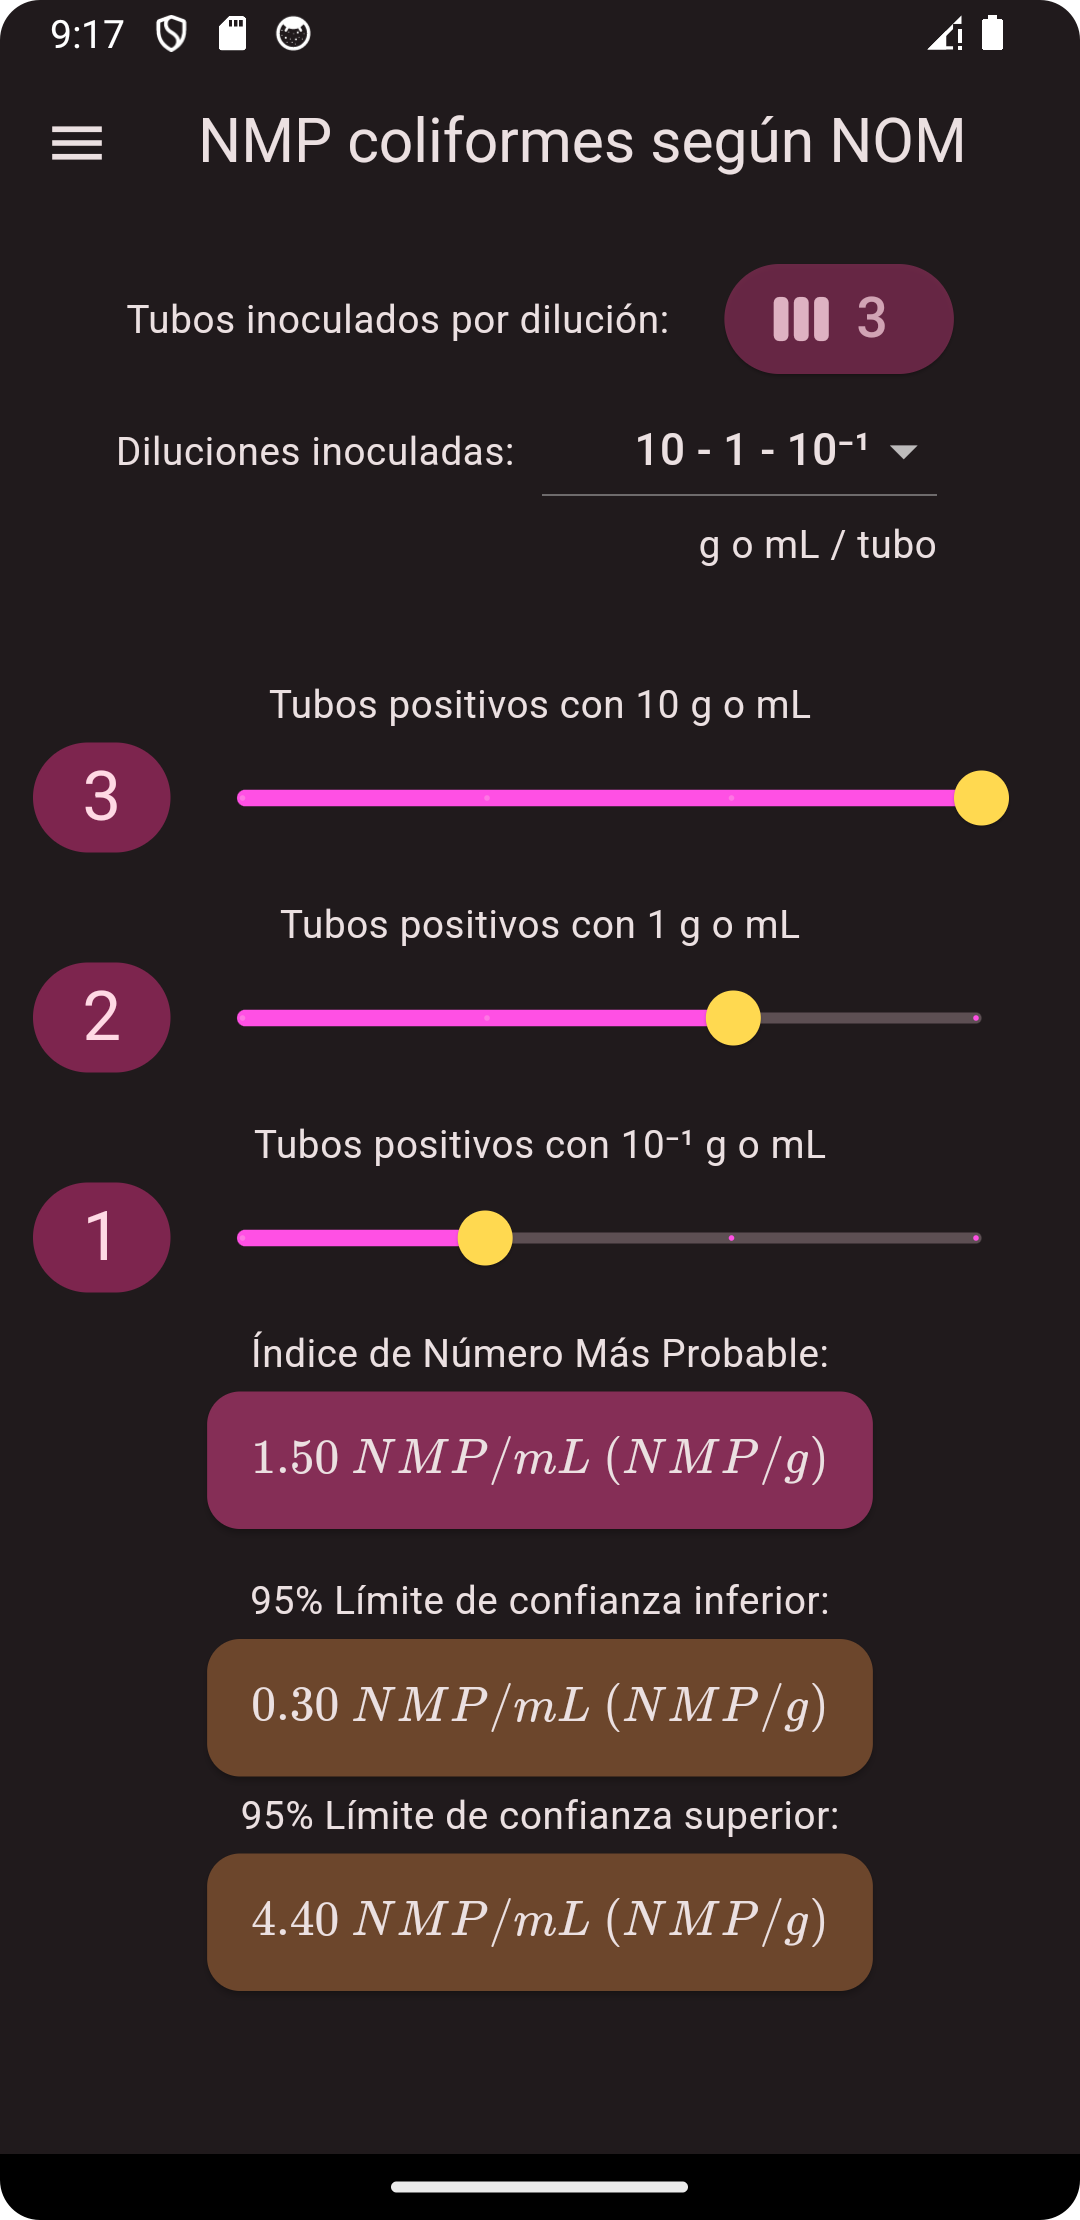 9:17
NMP coliformes según NOM
Tubos inoculados por dilución: 3
Diluciones inoculadas: 10 - 1 - 10⁻¹
g o mL / tubo
Tubos positivos con 10 g o mL
3
Tubos positivos con 1 g o mL
2
Tubos positivos con 10⁻¹ g o mL
1
Índice de Número Más Probable:
1.50 NMP/mL (NMP/g)
95% Límite de confianza inferior:
0.30 NMP/mL (NMP/g)
95% Límite de confianza superior:
4.40 NMP/mL (NMP/g)